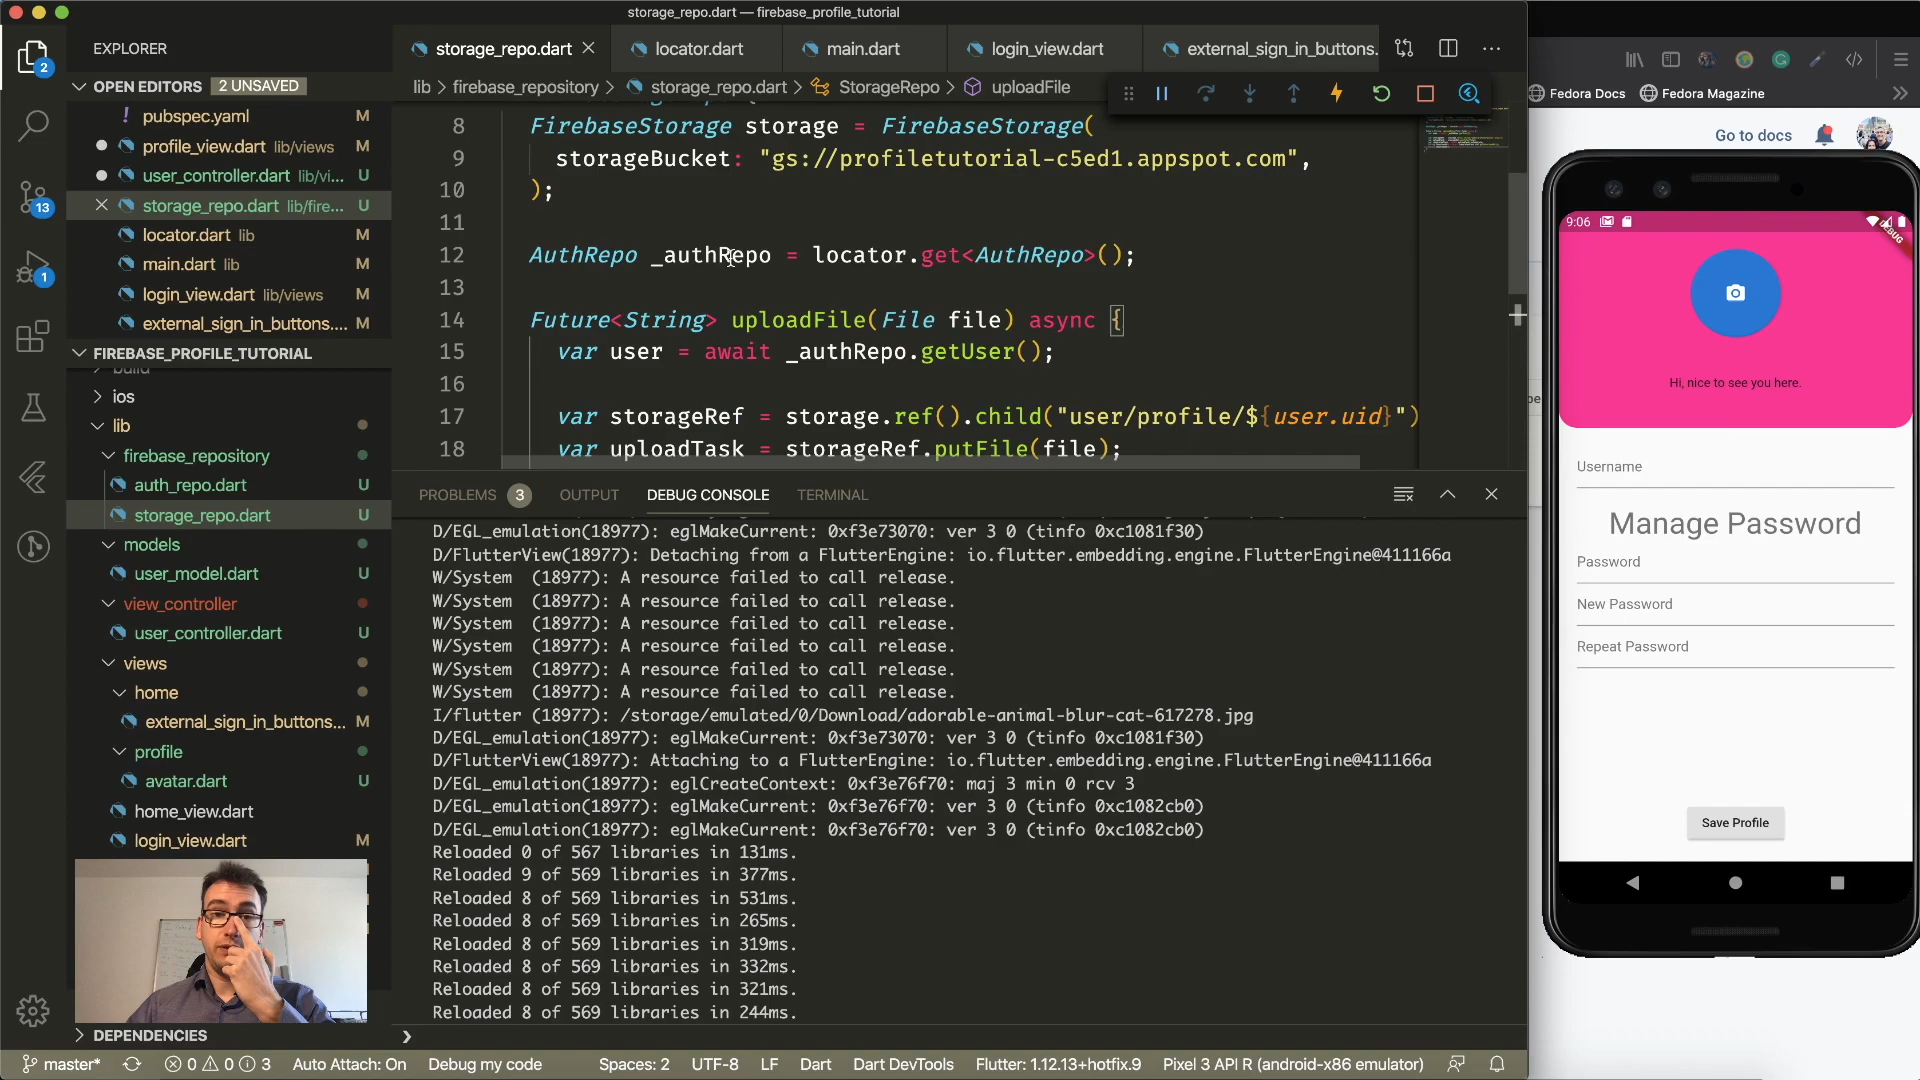 storage_repo.dart — firebase_profile_tutorial
EXPLORER
storage_repo.dart
locator.dart
main.dart
login_view.dart
external_sign_in_buttons.
OPEN EDITORS 2 UNSAVED
lib > firebase_repository > storage_repo.dart > StorageRepo > uploadFile
Fedora Docs
Fedora Magazine
Go to docs
! pubspec.yaml M
profile_view.dart lib/views M
user_controller.dart lib/vi... U
storage_repo.dart lib/fire... U
locator.dart lib M
main.dart lib M
login_view.dart lib/views M
external_sign_in_buttons.... M
FIREBASE_PROFILE_TUTORIAL
build
ios
lib
firebase_repository
auth_repo.dart U
storage_repo.dart U
models
user_model.dart U
view_controller
user_controller.dart U
views
home
external_sign_in_buttons... M
profile
avatar.dart U
home_view.dart
login_view.dart M
DEPENDENCIES
2
13
1
8 FirebaseStorage storage = FirebaseStorage(
9 storageBucket: "gs://profiletutorial-c5ed1.appspot.com",
10 );
11
12 AuthRepo _authRepo = locator.get<AuthRepo>();
13
14 Future<String> uploadFile(File file) async {
15 var user = await _authRepo.getUser();
16
17 var storageRef = storage.ref().child("user/profile/${user.uid}")
18 var uploadTask = storageRef.putFile(file);
PROBLEMS 3 OUTPUT DEBUG CONSOLE TERMINAL
D/EGL_emulation(18977): eglMakeCurrent: 0xf3e73070: ver 3 0 (tinfo 0xc1081f30)
D/FlutterView(18977): Detaching from a FlutterEngine: io.flutter.embedding.engine.FlutterEngine@411166a
W/System (18977): A resource failed to call release.
W/System (18977): A resource failed to call release.
W/System (18977): A resource failed to call release.
W/System (18977): A resource failed to call release.
W/System (18977): A resource failed to call release.
W/System (18977): A resource failed to call release.
I/flutter (18977): /storage/emulated/0/Download/adorable-animal-blur-cat-617278.jpg
D/EGL_emulation(18977): eglMakeCurrent: 0xf3e73070: ver 3 0 (tinfo 0xc1081f30)
D/FlutterView(18977): Attaching to a FlutterEngine: io.flutter.embedding.engine.FlutterEngine@411166a
D/EGL_emulation(18977): eglCreateContext: 0xf3e76f70: maj 3 min 0 rcv 3
D/EGL_emulation(18977): eglMakeCurrent: 0xf3e76f70: ver 3 0 (tinfo 0xc1082cb0)
D/EGL_emulation(18977): eglMakeCurrent: 0xf3e76f70: ver 3 0 (tinfo 0xc1082cb0)
Reloaded 0 of 567 libraries in 131ms.
Reloaded 9 of 569 libraries in 377ms.
Reloaded 8 of 569 libraries in 531ms.
Reloaded 8 of 569 libraries in 265ms.
Reloaded 8 of 569 libraries in 319ms.
Reloaded 8 of 569 libraries in 332ms.
Reloaded 8 of 569 libraries in 321ms.
Reloaded 8 of 569 libraries in 244ms.
9:06
DEBUG
Hi, nice to see you here.
Username
Manage Password
Password
New Password
Repeat Password
Save Profile
master* 0 0 3 Auto Attach: On Debug my code Spaces: 2 UTF-8 LF Dart Dart DevTools Flutter: 1.12.13+hotfix.9 Pixel 3 API R (android-x86 emulator)